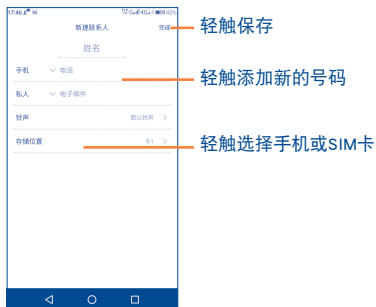 17:46
45%
新建联系人
完成
轻触保存
姓名
手机 电话
轻触添加新的号码
私人 电子邮件
铃声 默认铃声
存储位置 卡1
轻触选择手机或SIM卡